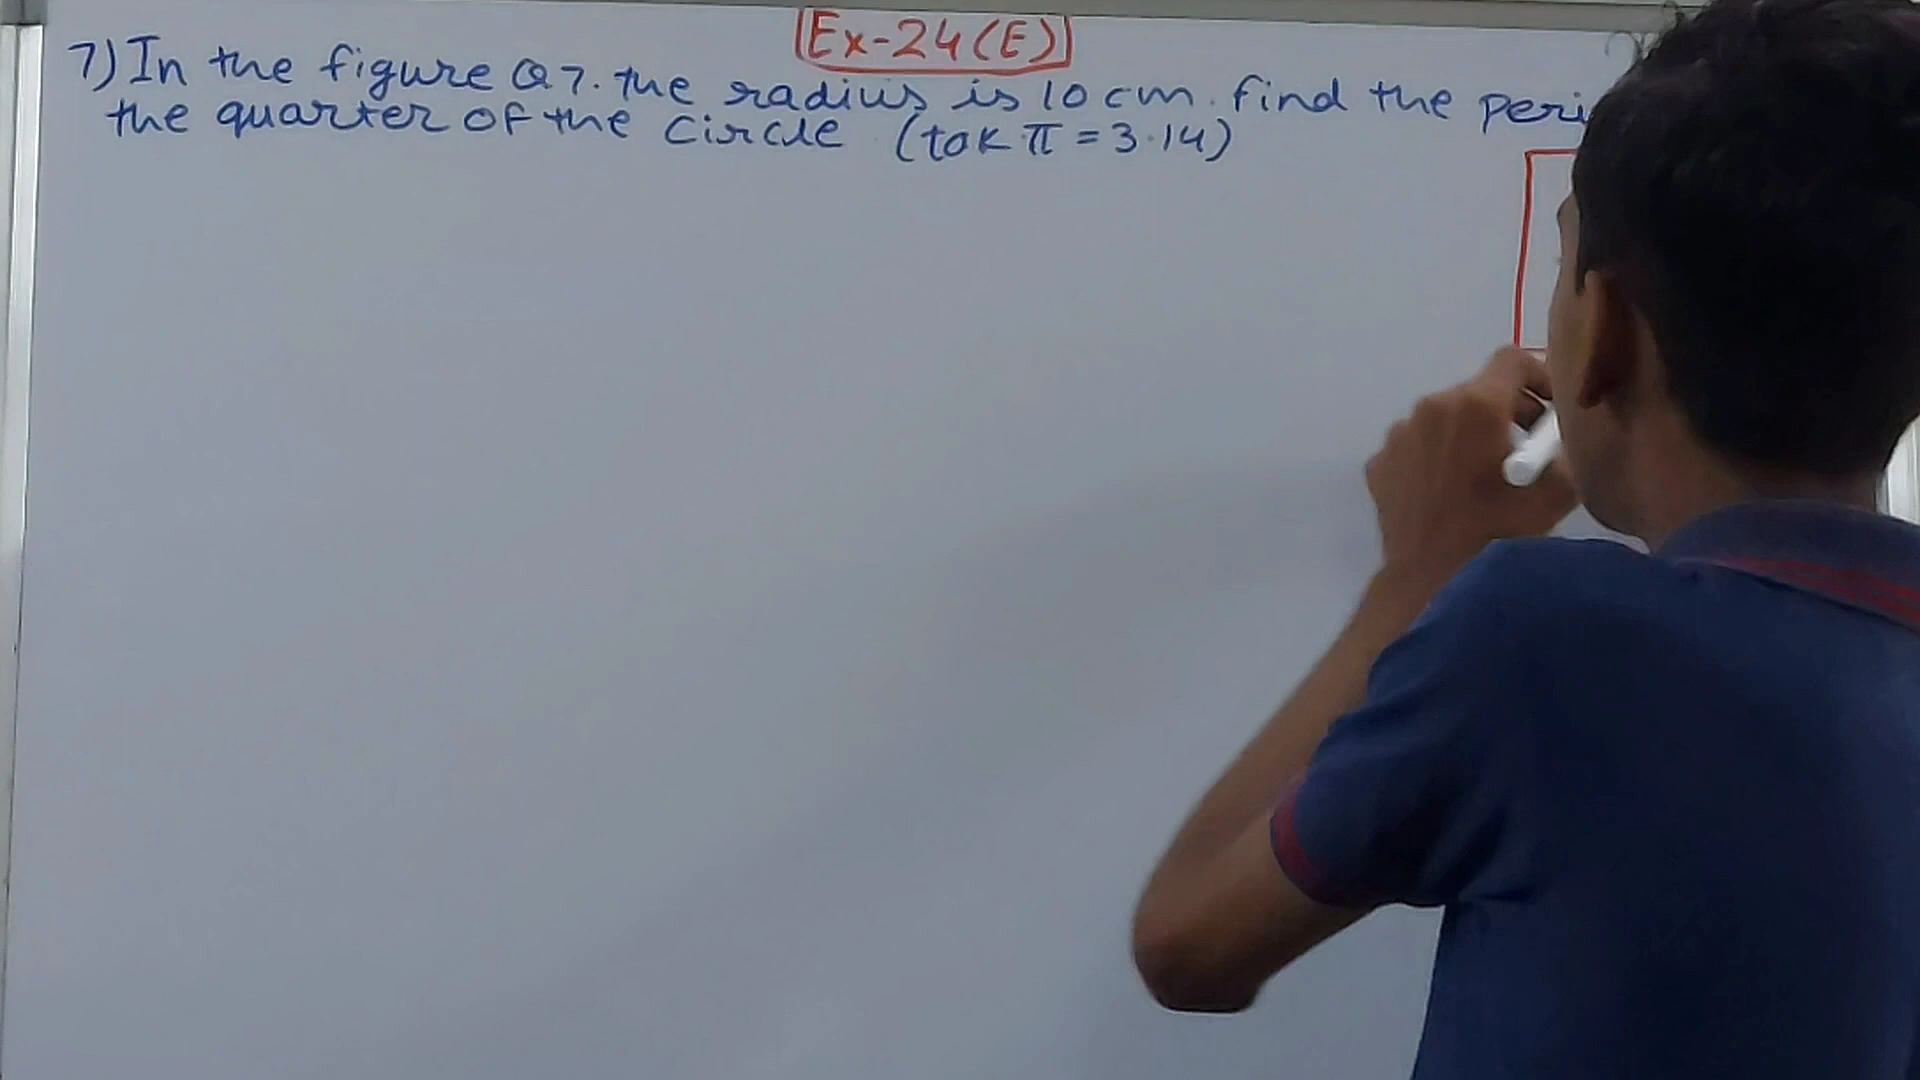 Ex-24(E)
7) In the figure Q7. the radius is 10 cm. find the peri
the quarter of the circle (tak π = 3.14)